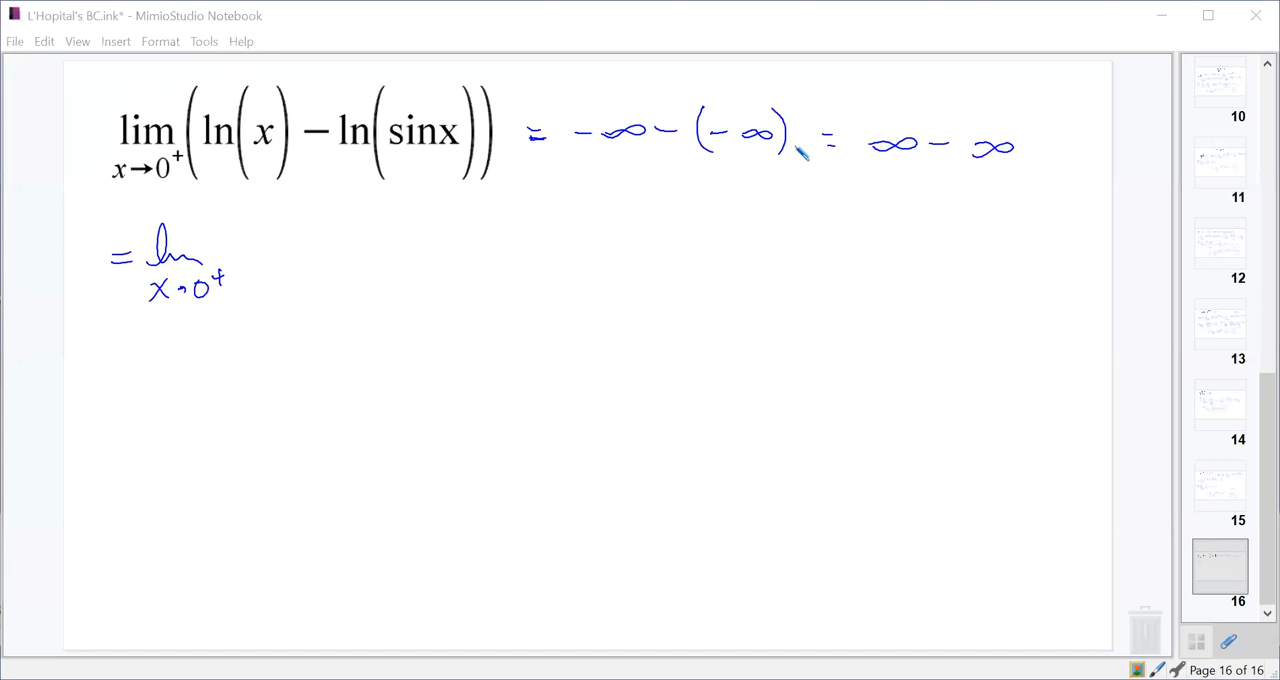 L'Hopital's BC.ink* - MimioStudio Notebook
File Edit View Insert Format Tools Help
lim x→0⁺ (ln(x) − ln(sinx)) = -∞ - (-∞) = ∞ - ∞
= lim x→0⁺
10
11
12
13
14
15
16
Page 16 of 16